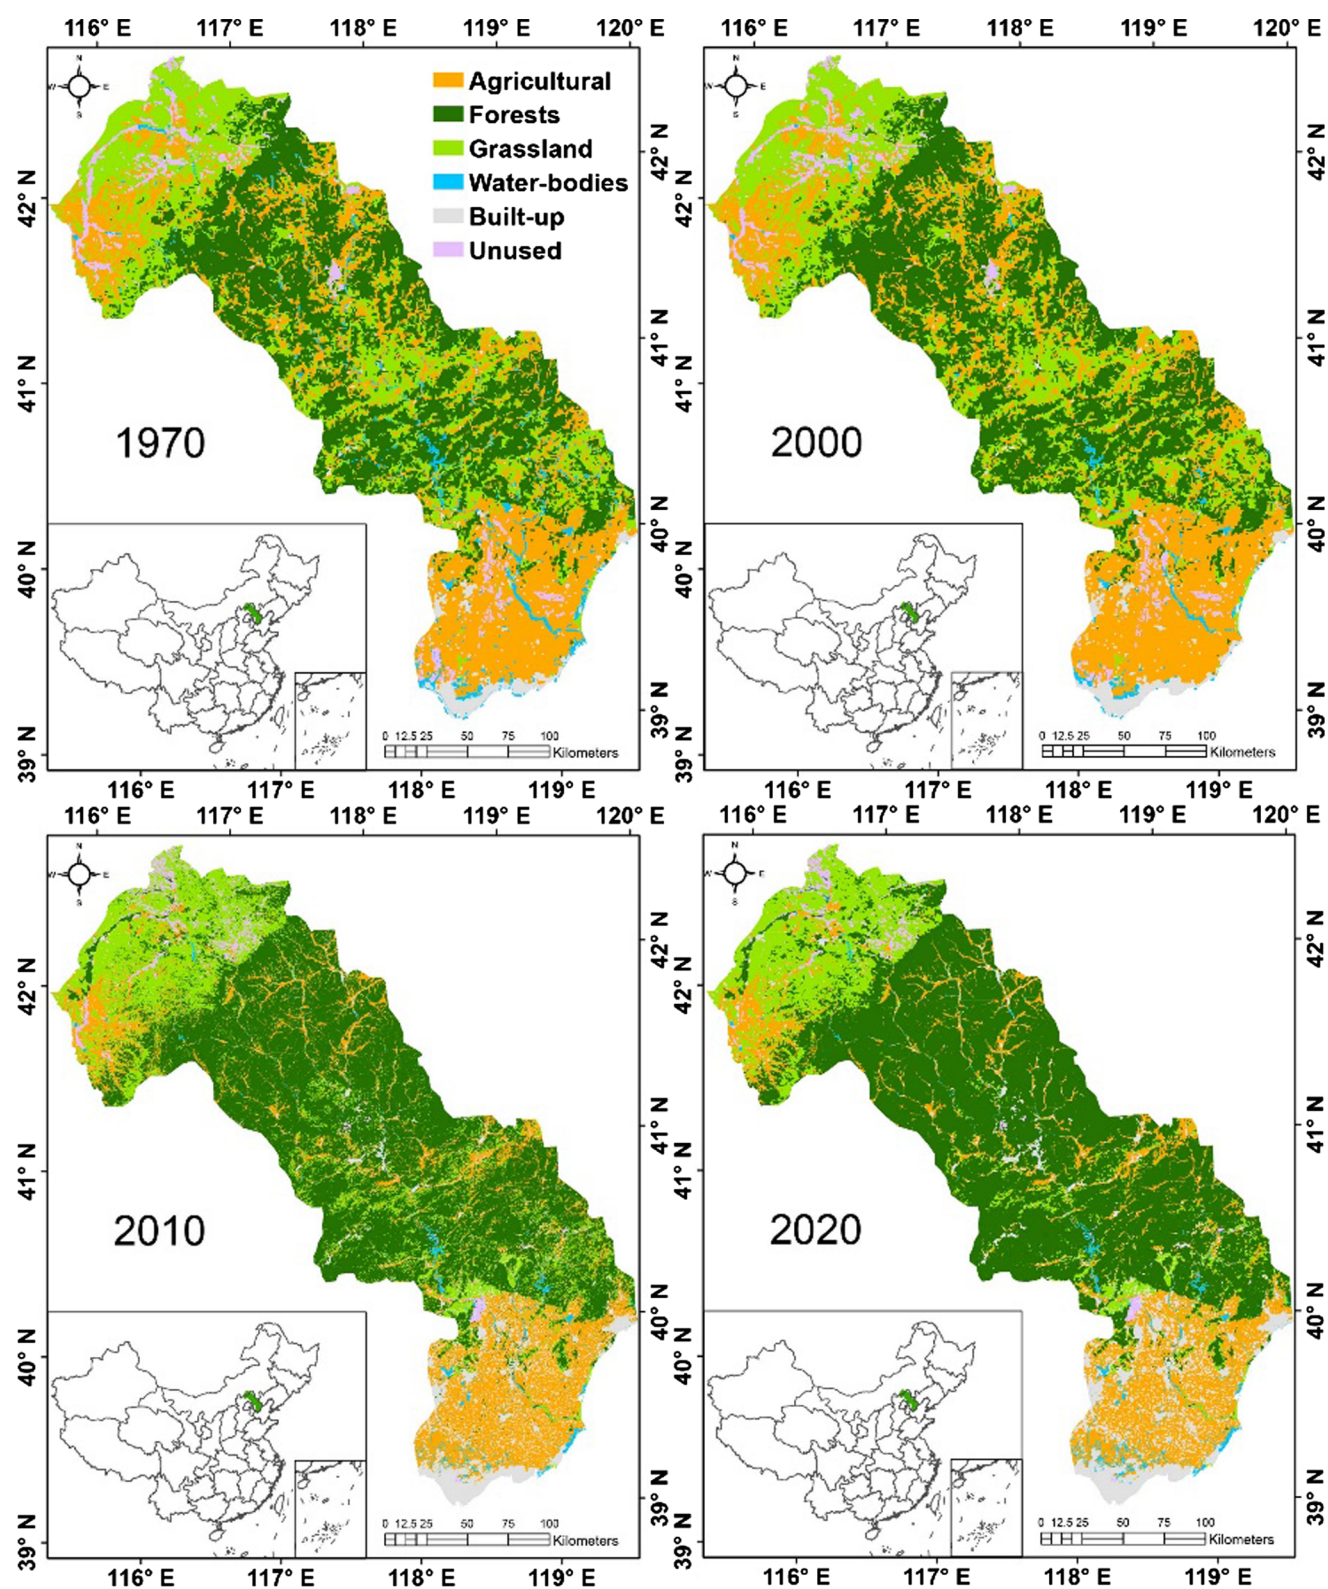 116° E 117° E 118° E 119° E 120° E
116° E 117° E 118° E 119° E 120° E
N
W E
S
Agricultural
Forests
Grassland
Water-bodies
Built-up
Unused
42° N
41° N
40° N
39° N
42° N
41° N
40° N
39° N
1970
0 12.5 25 50 75 100
Kilometers
116° E 117° E 118° E 119° E
N
W E
S
42° N
41° N
40° N
39° N
42° N
41° N
40° N
39° N
2000
0 12.5 25 50 75 100
Kilometers
116° E 117° E 118° E 119° E
116° E 117° E 118° E 119° E 120° E
N
W E
S
42° N
41° N
40° N
39° N
42° N
41° N
40° N
39° N
2010
0 12.5 25 50 75 100
Kilometers
116° E 117° E 118° E 119° E
116° E 117° E 118° E 119° E 120° E
N
W E
S
42° N
41° N
40° N
39° N
42° N
41° N
40° N
39° N
2020
0 12.5 25 50 75 100
Kilometers
116° E 117° E 118° E 119° E